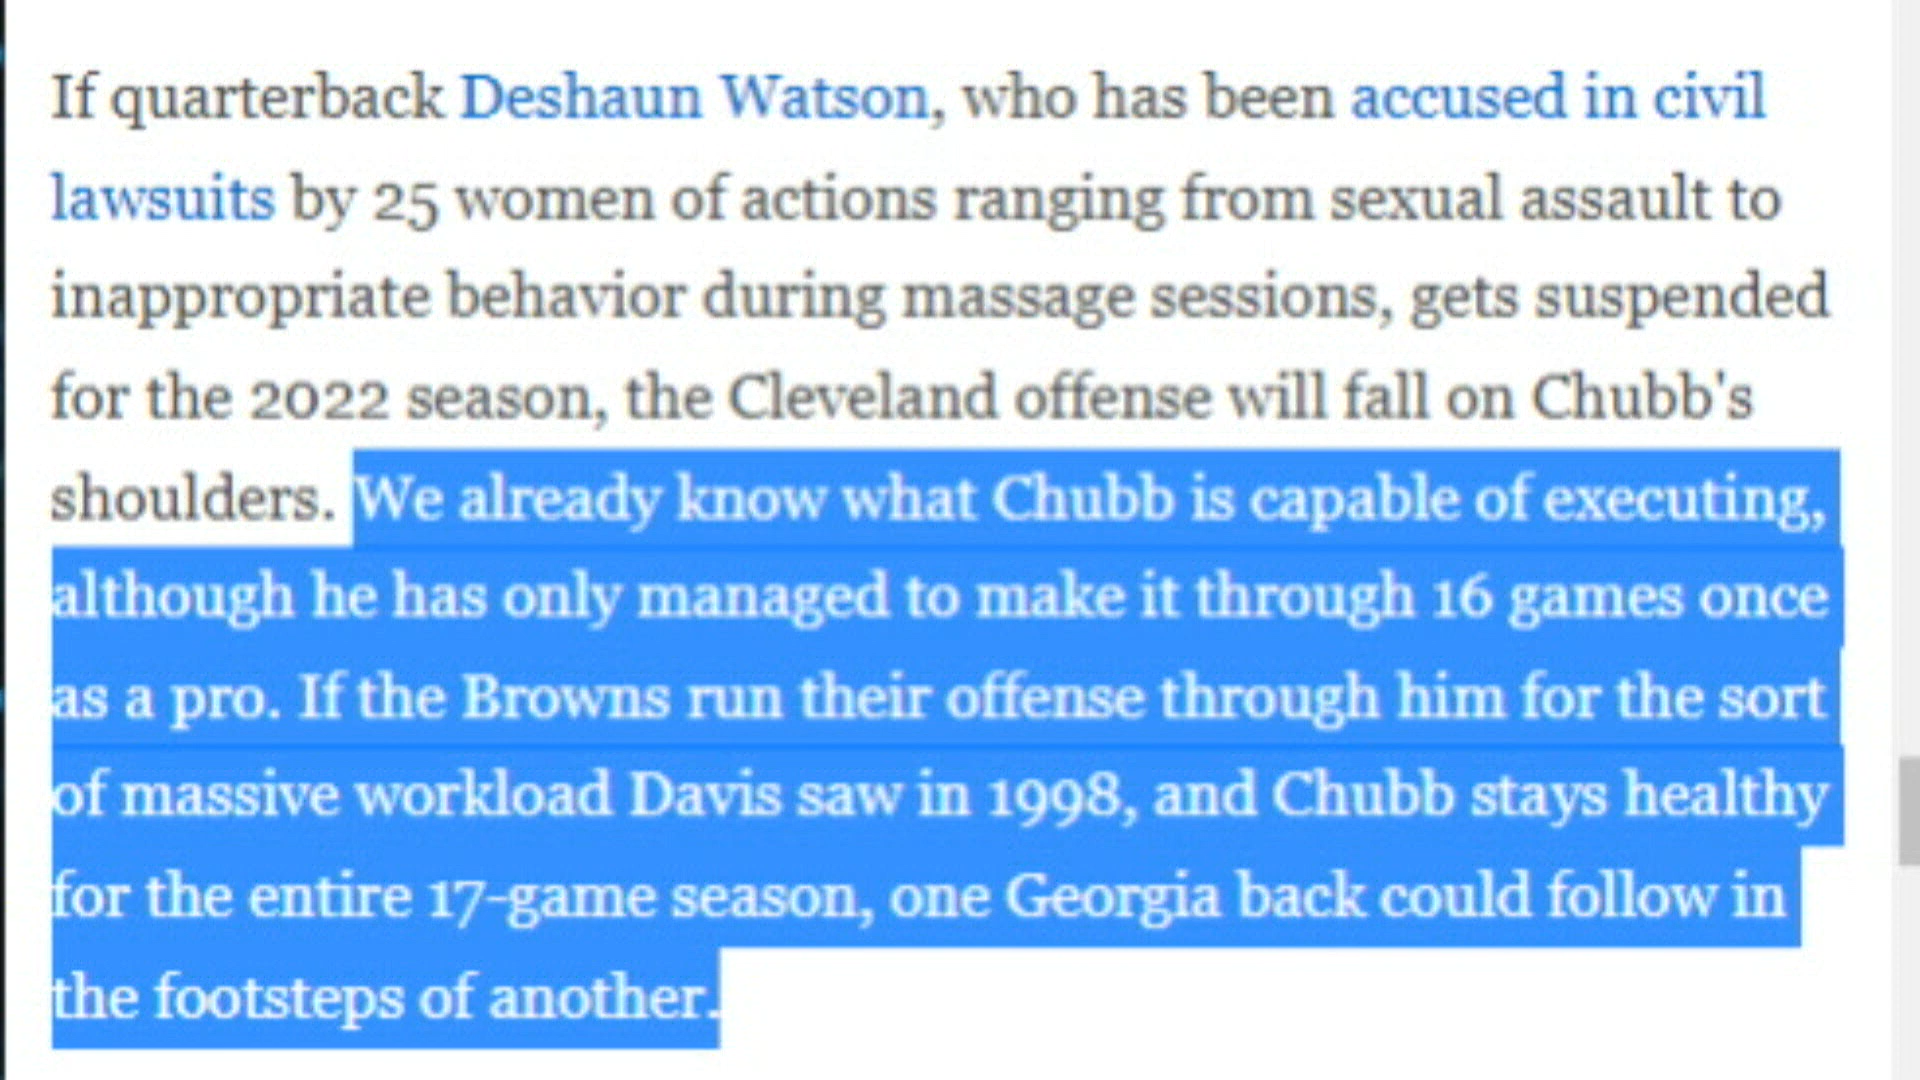 If quarterback Deshaun Watson, who has been accused in civil
lawsuits by 25 women of actions ranging from sexual assault to
inappropriate behavior during massage sessions, gets suspended
for the 2022 season, the Cleveland offense will fall on Chubb's
shoulders. We already know what Chubb is capable of executing,
although he has only managed to make it through 16 games once
as a pro. If the Browns run their offense through him for the sort
of massive workload Davis saw in 1998, and Chubb stays healthy
for the entire 17-game season, one Georgia back could follow in
the footsteps of another.